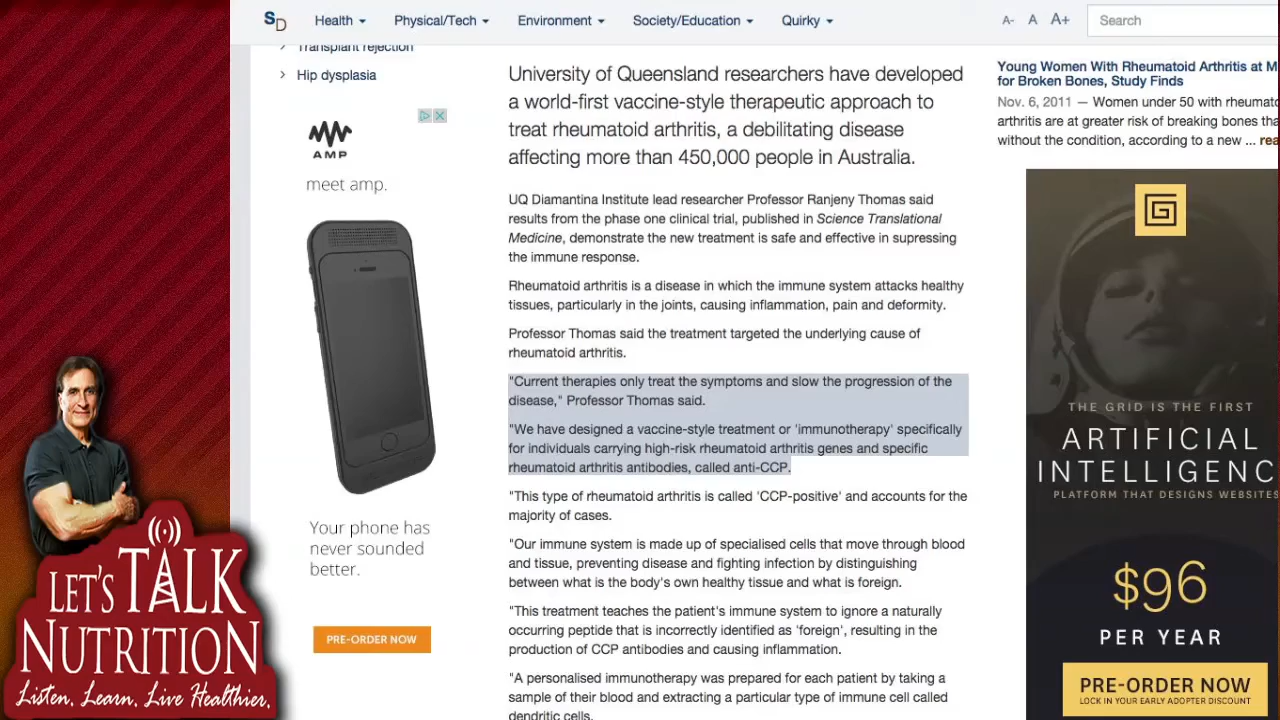 SD
Health
Physical/Tech
Environment
Society/Education
Quirky
A-
A
A+
Search
Transplant rejection
Hip dysplasia
AMP
meet amp.
Your phone has
never sounded
better.
PRE-ORDER NOW
University of Queensland researchers have developed
a world-first vaccine-style therapeutic approach to
treat rheumatoid arthritis, a debilitating disease
affecting more than 450,000 people in Australia.
UQ Diamantina Institute lead researcher Professor Ranjeny Thomas said
results from the phase one clinical trial, published in Science Translational
Medicine, demonstrate the new treatment is safe and effective in supressing
the immune response.
Rheumatoid arthritis is a disease in which the immune system attacks healthy
tissues, particularly in the joints, causing inflammation, pain and deformity.
Professor Thomas said the treatment targeted the underlying cause of
rheumatoid arthritis.
"Current therapies only treat the symptoms and slow the progression of the
disease," Professor Thomas said.
"We have designed a vaccine-style treatment or 'immunotherapy' specifically
for individuals carrying high-risk rheumatoid arthritis genes and specific
rheumatoid arthritis antibodies, called anti-CCP.
"This type of rheumatoid arthritis is called 'CCP-positive' and accounts for the
majority of cases.
"Our immune system is made up of specialised cells that move through blood
and tissue, preventing disease and fighting infection by distinguishing
between what is the body's own healthy tissue and what is foreign.
"This treatment teaches the patient's immune system to ignore a naturally
occurring peptide that is incorrectly identified as 'foreign', resulting in the
production of CCP antibodies and causing inflammation.
"A personalised immunotherapy was prepared for each patient by taking a
sample of their blood and extracting a particular type of immune cell called
dendritic cells.
Young Women With Rheumatoid Arthritis at M
for Broken Bones, Study Finds
Nov. 6, 2011 — Women under 50 with rheumato
arthritis are at greater risk of breaking bones tha
without the condition, according to a new ... rea
THE GRID IS THE FIRST
ARTIFICIAL
INTELLIGENC
PLATFORM THAT DESIGNS WEBSITES
$96
PER YEAR
PRE-ORDER NOW
LOCK IN YOUR EARLY ADOPTER DISCOUNT
LET'S TALK
NUTRITION
Listen. Learn. Live Healthier.